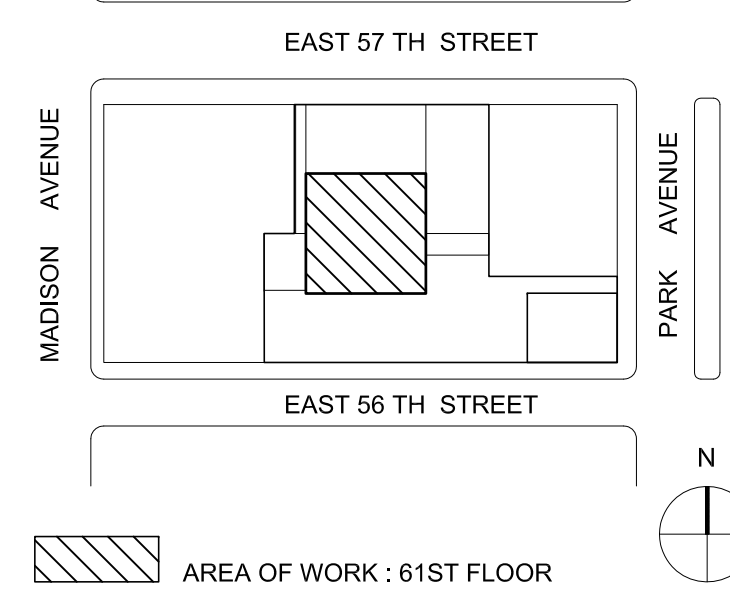 EAST 57 TH STREET
MADISON AVENUE
PARK AVENUE
EAST 56 TH STREET
N
AREA OF WORK : 61ST FLOOR